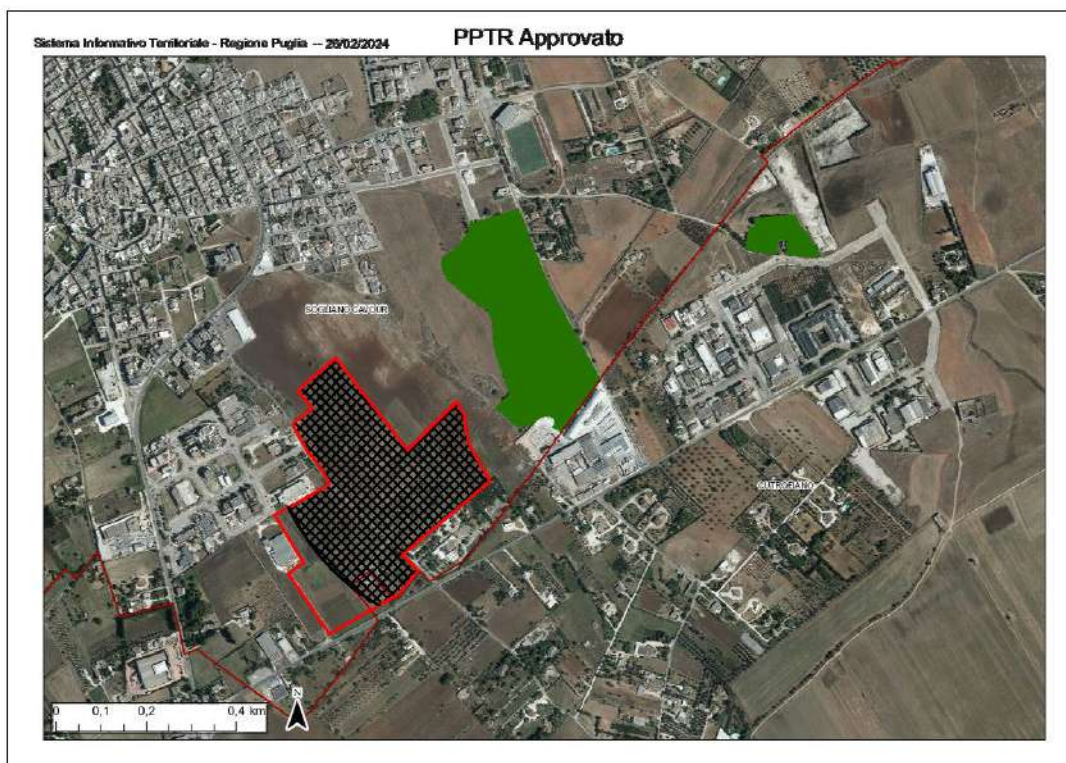 Sistema Informativo Territoriale - Regione Puglia -- 28/02/2024
PPTR Approvato
SOGLIANO CAVOUR
CUTROFIANO
N
0 0,1 0,2 0,4 km